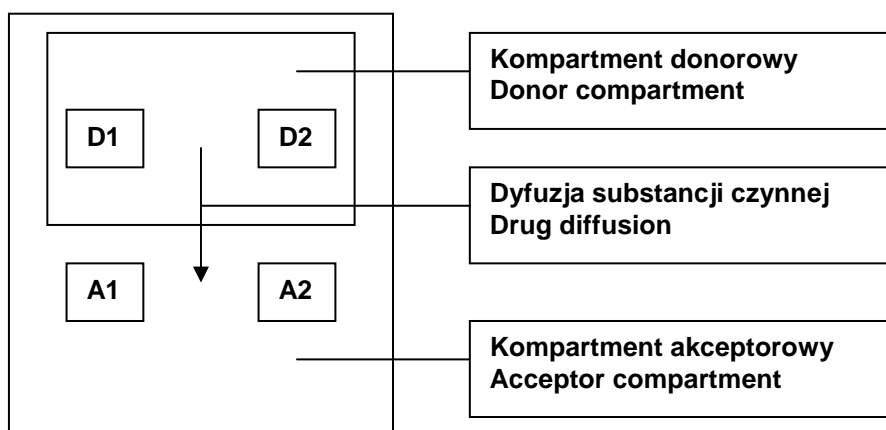 Kompartment donorowy
Donor compartment
D1
D2
Dyfuzja substancji czynnej
Drug diffusion
A1
A2
Kompartment akceptorowy
Acceptor compartment